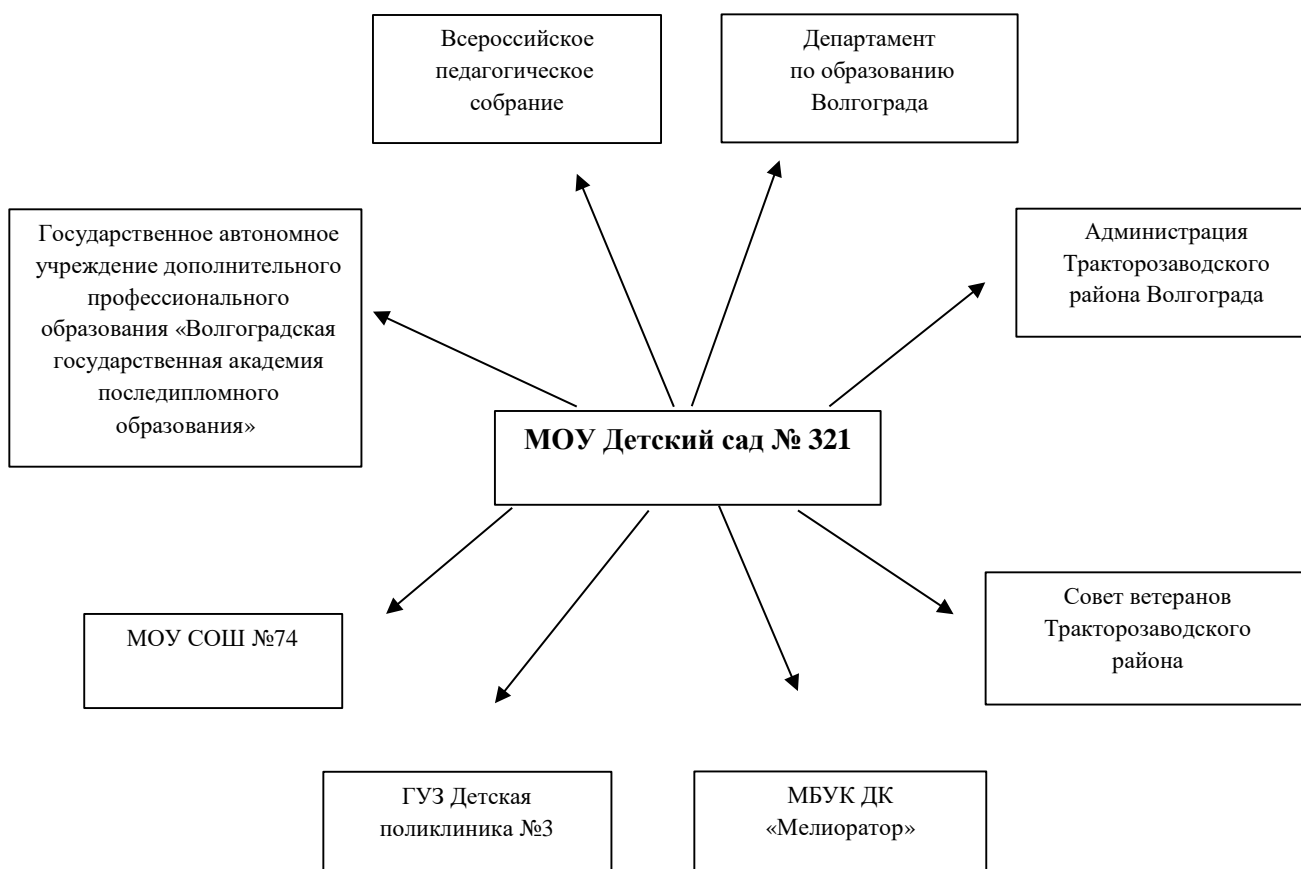 Всероссийское
педагогическое
собрание
Департамент
по образованию
Волгограда
Государственное автономное
учреждение дополнительного
профессионального
образования «Волгоградская
государственная академия
последипломного
образования»
Администрация
Тракторозаводского
района Волгограда
МОУ Детский сад № 321
МОУ СОШ №74
Совет ветеранов
Тракторозаводского
района
ГУЗ Детская
поликлиника №3
МБУК ДК
«Мелиоратор»